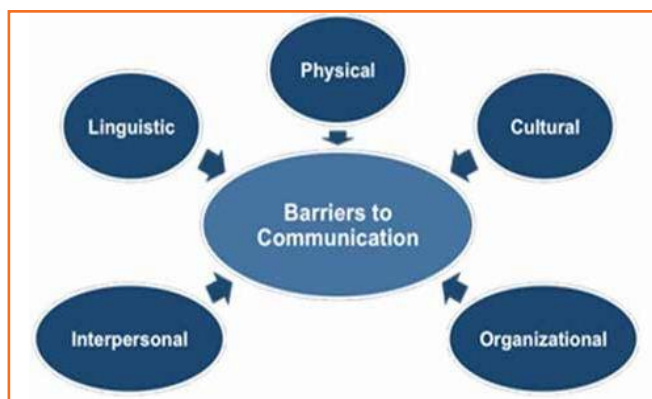 Physical
Linguistic
Cultural
Barriers to
Communication
Interpersonal
Organizational